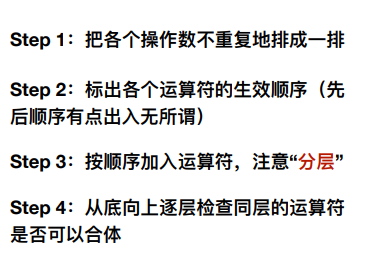 Step 1：把各个操作数不重复地排成一排
Step 2：标出各个运算符的生效顺序（先
后顺序有点出入无所谓）
Step 3：按顺序加入运算符，注意“分层”
Step 4：从底向上逐层检查同层的运算符
是否可以合体